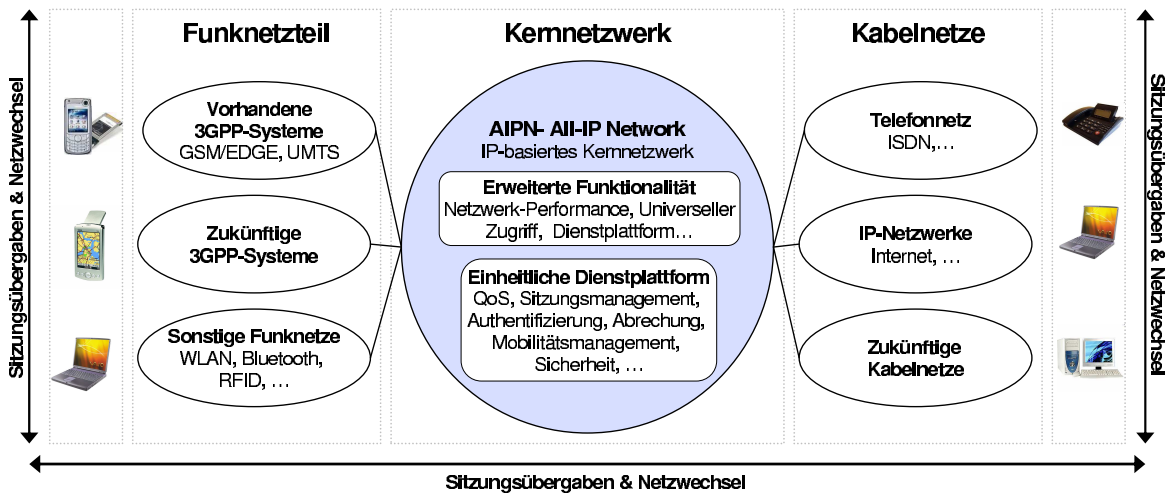 Funknetzteil
Kernnetzwerk
Kabelnetze
Sitzungsübergaben & Netzwechsel
Vorhandene
3GPP-Systeme
GSM/EDGE, UMTS
Zukünftige
3GPP-Systeme
Sonstige Funknetze
WLAN, Bluetooth,
RFID, …
AIPN- All-IP Network
IP-basiertes Kernnetzwerk
Erweiterte Funktionalität
Netzwerk-Performance, Universeller
Zugriff, Dienstplattform…
Einheitliche Dienstplattform
QoS, Sitzungsmanagement,
Authentifizierung, Abrechung,
Mobilitätsmanagement,
Sicherheit, …
Telefonnetz
ISDN,…
IP-Netzwerke
Internet, …
Zukünftige
Kabelnetze
Sitzungsübergaben & Netzwechsel
Sitzungsübergaben & Netzwechsel